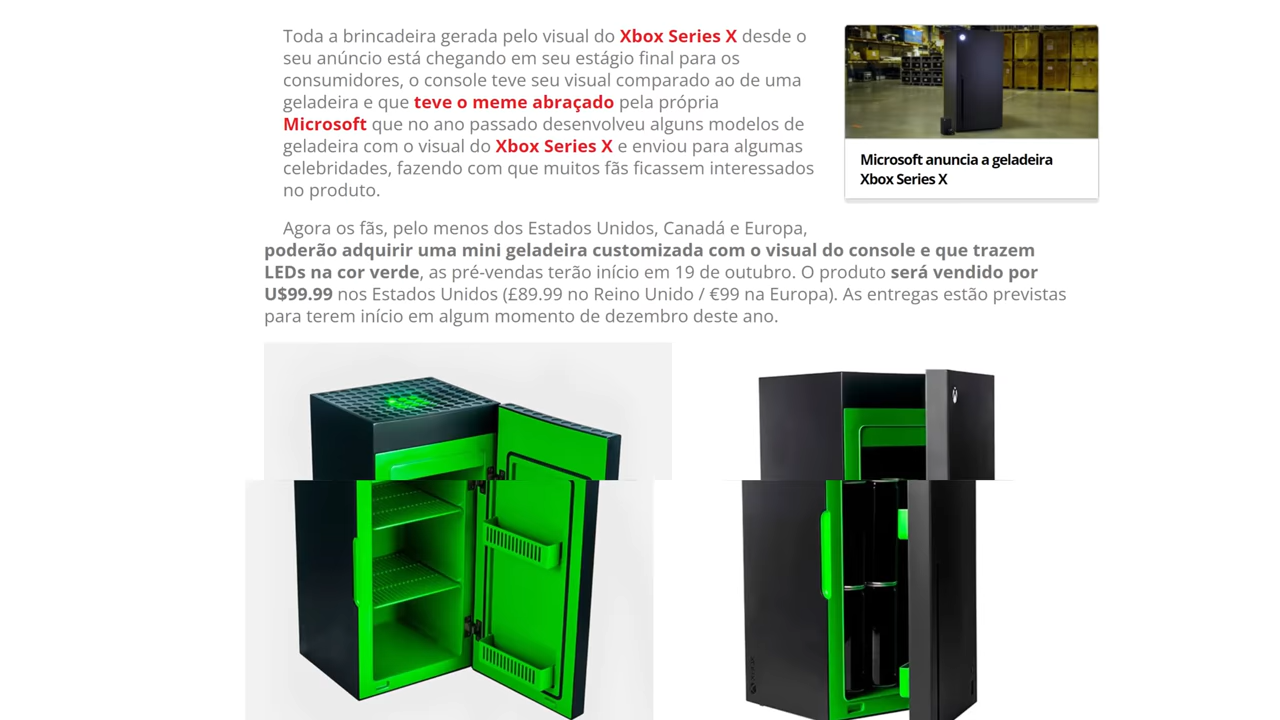 Toda a brincadeira gerada pelo visual do Xbox Series X desde o
seu anúncio está chegando em seu estágio final para os
consumidores, o console teve seu visual comparado ao de uma
geladeira e que teve o meme abraçado pela própria
Microsoft que no ano passado desenvolveu alguns modelos de
geladeira com o visual do Xbox Series X e enviou para algumas
celebridades, fazendo com que muitos fãs ficassem interessados
no produto.
Microsoft anuncia a geladeira
Xbox Series X
Agora os fãs, pelo menos dos Estados Unidos, Canadá e Europa,
poderão adquirir uma mini geladeira customizada com o visual do console e que trazem
LEDs na cor verde, as pré-vendas terão início em 19 de outubro. O produto será vendido por
U$99.99 nos Estados Unidos (£89.99 no Reino Unido / €99 na Europa). As entregas estão previstas
para terem início em algum momento de dezembro deste ano.